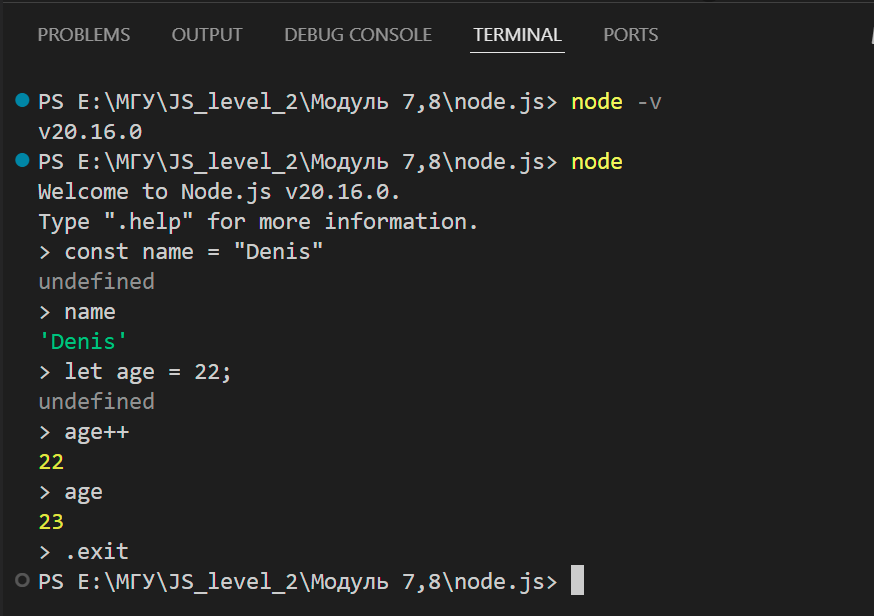 PROBLEMS OUTPUT DEBUG CONSOLE TERMINAL PORTS
PS E:\МГУ\JS_level_2\Модуль 7,8\node.js> node -v
v20.16.0
PS E:\МГУ\JS_level_2\Модуль 7,8\node.js> node
Welcome to Node.js v20.16.0.
Type ".help" for more information.
> const name = "Denis"
undefined
> name
'Denis'
> let age = 22;
undefined
> age++
22
> age
23
> .exit
PS E:\МГУ\JS_level_2\Модуль 7,8\node.js>